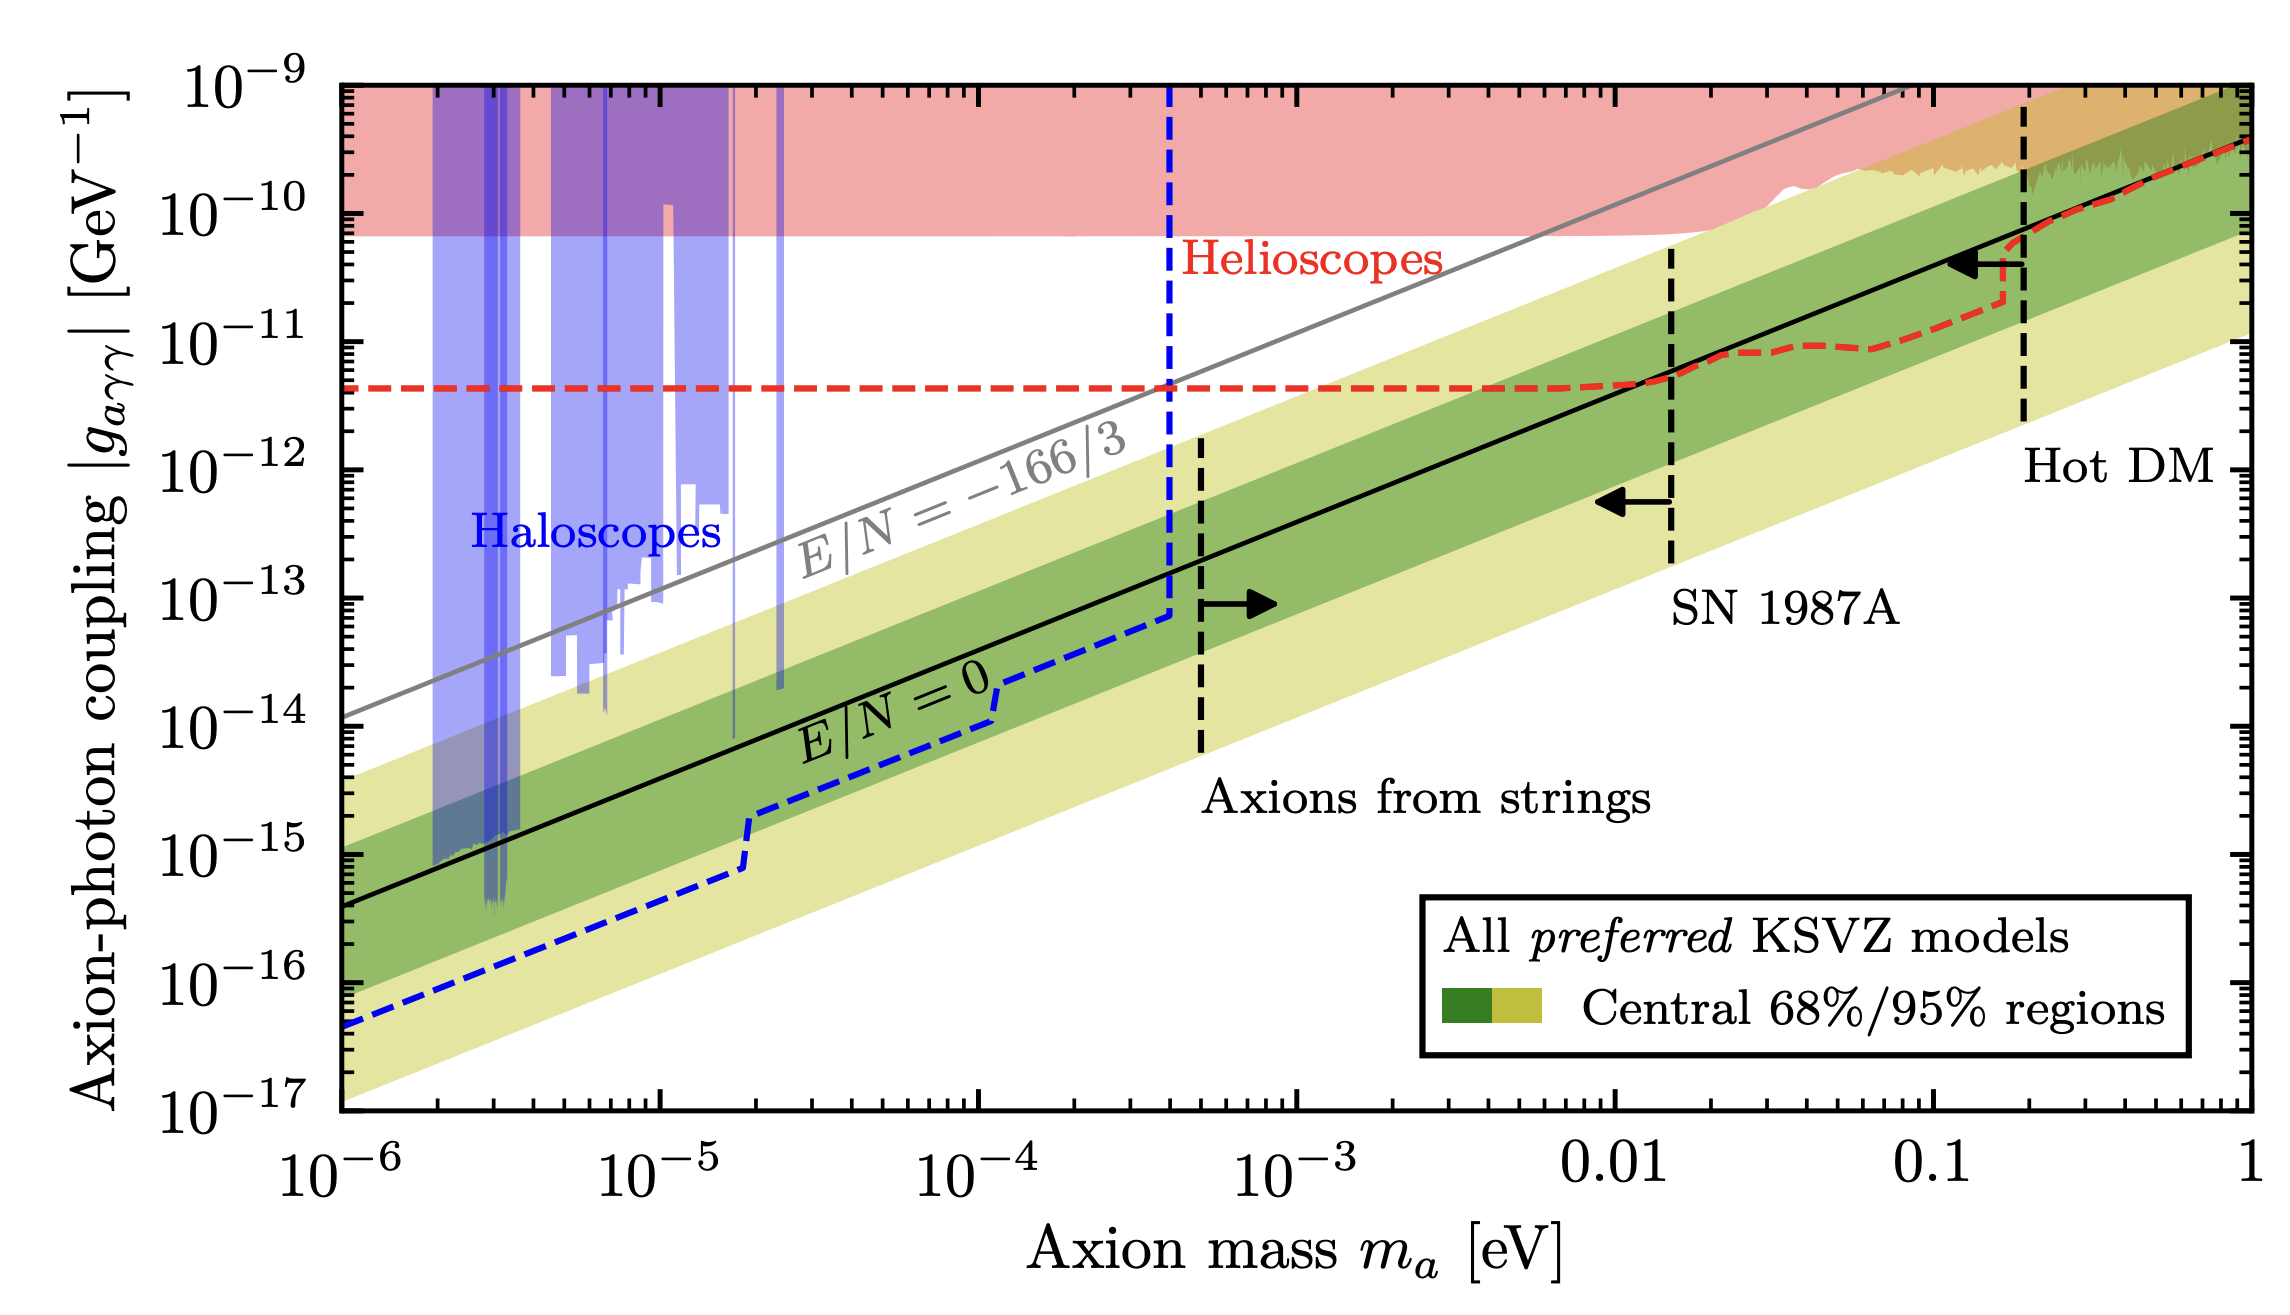 Axion-photon coupling |g_{aγγ}| [GeV⁻¹]
10⁻⁹
10⁻¹⁰
10⁻¹¹
10⁻¹²
10⁻¹³
10⁻¹⁴
10⁻¹⁵
10⁻¹⁶
10⁻¹⁷
Helioscopes
Haloscopes
E/N = −166/3
E/N = 0
Hot DM
SN 1987A
Axions from strings
All preferred KSVZ models
Central 68%/95% regions
10⁻⁶ 10⁻⁵ 10⁻⁴ 10⁻³ 0.01 0.1 1
Axion mass m_a [eV]